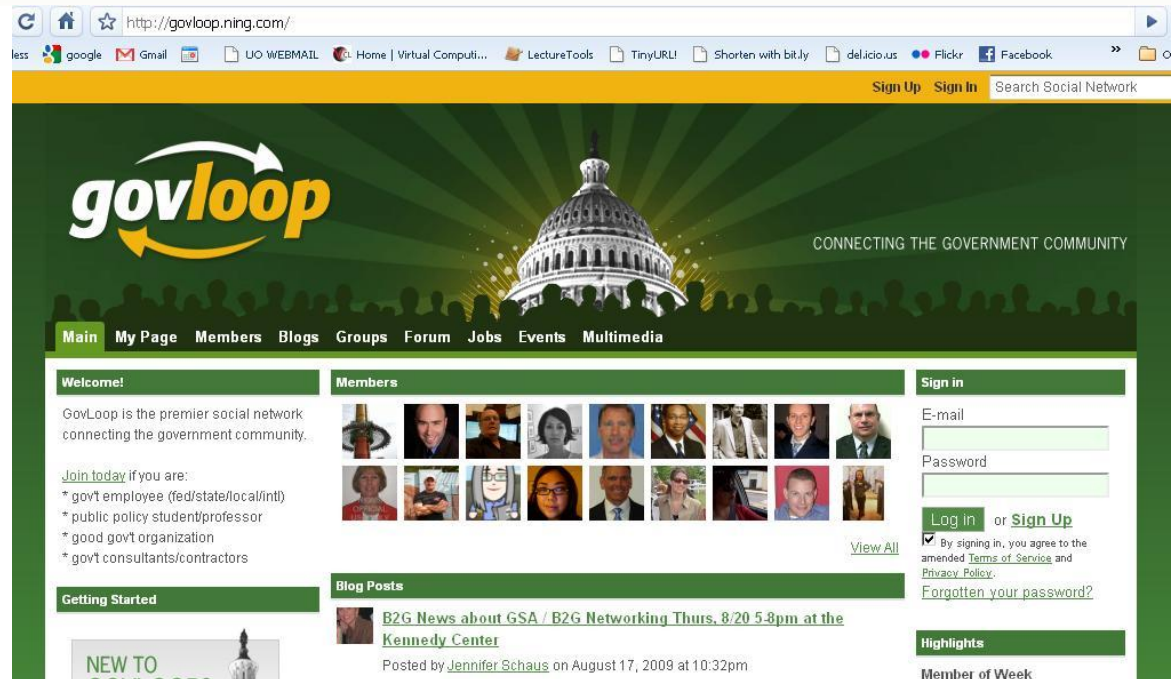 http://govloop.ning.com/
less google Gmail UO WEBMAIL Home | Virtual Computi... LectureTools TinyURL! Shorten with bit.ly del.icio.us Flickr Facebook »
Sign Up Sign In Search Social Network
govloop
CONNECTING THE GOVERNMENT COMMUNITY
Main My Page Members Blogs Groups Forum Jobs Events Multimedia
Welcome!
GovLoop is the premier social network
connecting the government community.
Join today if you are:
* gov't employee (fed/state/local/intl)
* public policy student/professor
* good gov't organization
* gov't consultants/contractors
Getting Started
NEW TO
Members
View All
Blog Posts
B2G News about GSA / B2G Networking Thurs, 8/20 5-8pm at the
Kennedy Center
Posted by Jennifer Schaus on August 17, 2009 at 10:32pm
Sign in
E-mail
Password
Log in or Sign Up
By signing in, you agree to the
amended Terms of Service and
Privacy Policy.
Forgotten your password?
Highlights
Member of Week